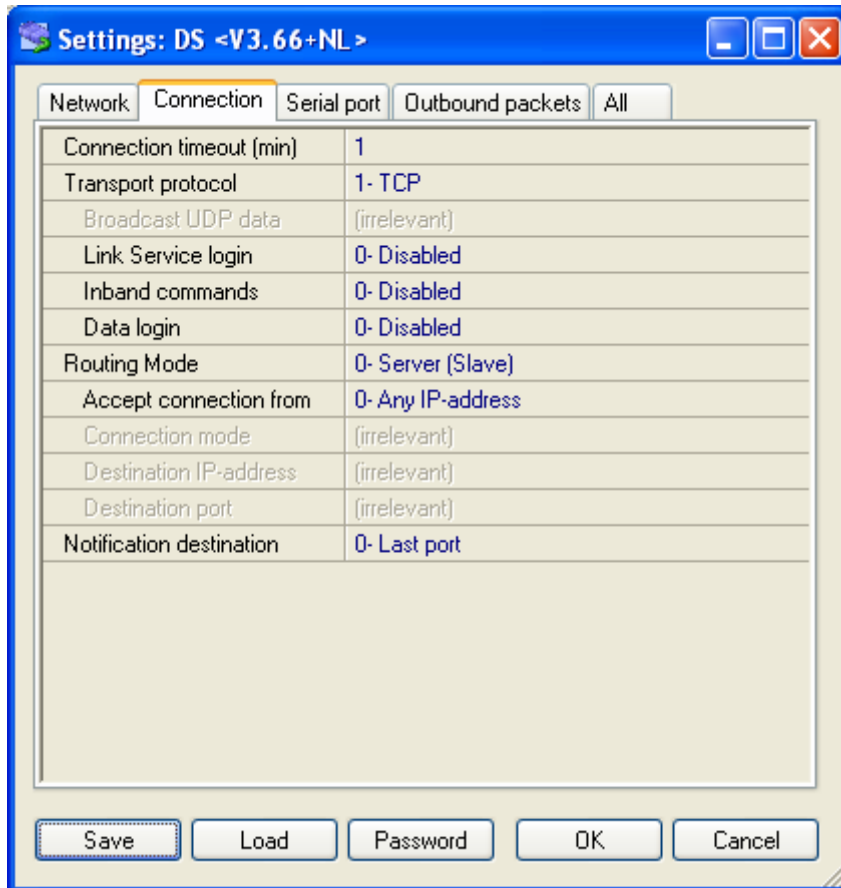 Settings: DS <V3.66+NL>
Network Connection Serial port Outbound packets All
Connection timeout (min) 1
Transport protocol 1- TCP
Broadcast UDP data (irrelevant)
Link Service login 0- Disabled
Inband commands 0- Disabled
Data login 0- Disabled
Routing Mode 0- Server (Slave)
Accept connection from 0- Any IP-address
Connection mode (irrelevant)
Destination IP-address (irrelevant)
Destination port (irrelevant)
Notification destination 0- Last port
Save Load Password OK Cancel